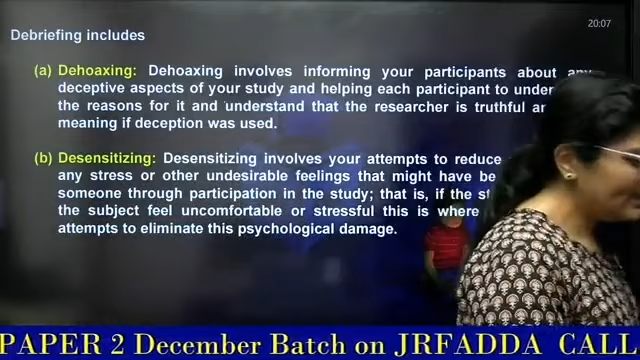 20:07
Debriefing includes
(a) Dehoaxing: Dehoaxing involves informing your participants about any
deceptive aspects of your study and helping each participant to under
the reasons for it and understand that the researcher is truthful an
meaning if deception was used.
(b) Desensitizing: Desensitizing involves your attempts to reduce
any stress or other undesirable feelings that might have be
someone through participation in the study; that is, if the st
the subject feel uncomfortable or stressful this is where
attempts to eliminate this psychological damage.
PAPER 2 December Batch on JRFADDA CALL